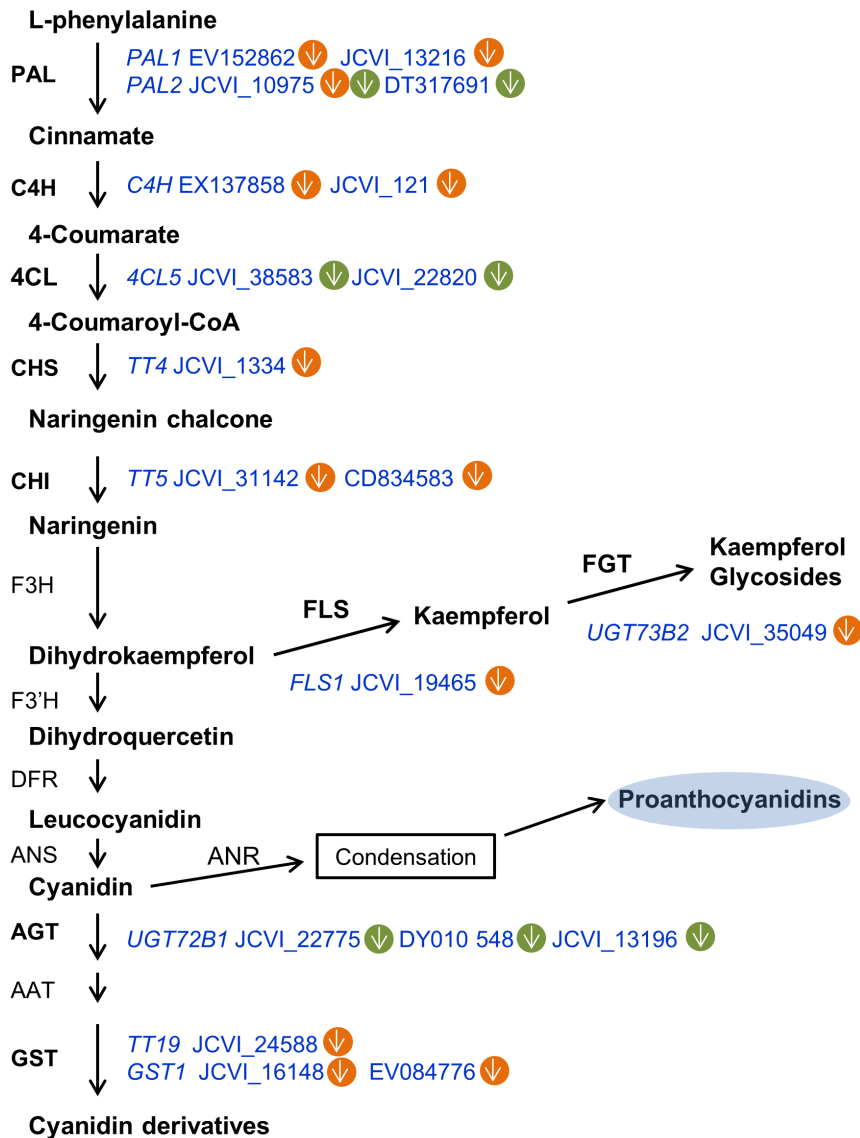 L-phenylalanine
PAL
PAL1 EV152862 JCVI_13216
PAL2 JCVI_10975 DT317691
Cinnamate
C4H
C4H EX137858 JCVI_121
4-Coumarate
4CL
4CL5 JCVI_38583 JCVI_22820
4-Coumaroyl-CoA
CHS
TT4 JCVI_1334
Naringenin chalcone
CHI
TT5 JCVI_31142 CD834583
Naringenin
F3H
FLS
Kaempferol
FGT
Kaempferol
Glycosides
UGT73B2 JCVI_35049
Dihydrokaempferol
FLS1 JCVI_19465
F3'H
Dihydroquercetin
DFR
Leucocyanidin
Proanthocyanidins
ANS
ANR
Condensation
Cyanidin
AGT
UGT72B1 JCVI_22775 DY010 548 JCVI_13196
AAT
GST
TT19 JCVI_24588
GST1 JCVI_16148 EV084776
Cyanidin derivatives